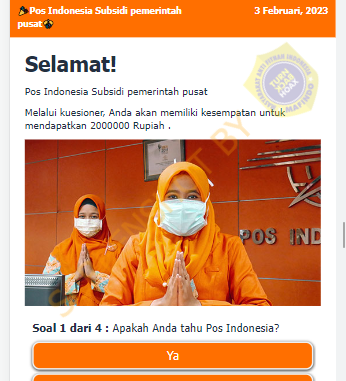 Pos Indonesia Subsidi pemerintah
pusat
3 Februari, 2023
Selamat!
Pos Indonesia Subsidi pemerintah pusat
Melalui kuesioner, Anda akan memiliki kesempatan untuk
mendapatkan 2000000 Rupiah .
POS IND
Soal 1 dari 4 : Apakah Anda tahu Pos Indonesia?
Ya